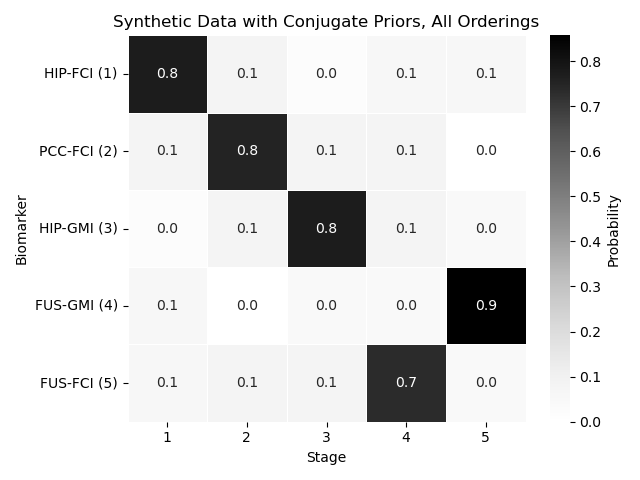 Synthetic Data with Conjugate Priors, All Orderings
HIP-FCI (1) 0.8 0.1 0.0 0.1 0.1
PCC-FCI (2) 0.1 0.8 0.1 0.1 0.0
HIP-GMI (3) 0.0 0.1 0.8 0.1 0.0
FUS-GMI (4) 0.1 0.0 0.0 0.0 0.9
FUS-FCI (5) 0.1 0.1 0.1 0.7 0.0
1 2 3 4 5
Stage
Biomarker
0.8
0.7
0.6
0.5
0.4
0.3
0.2
0.1
0.0
Probability